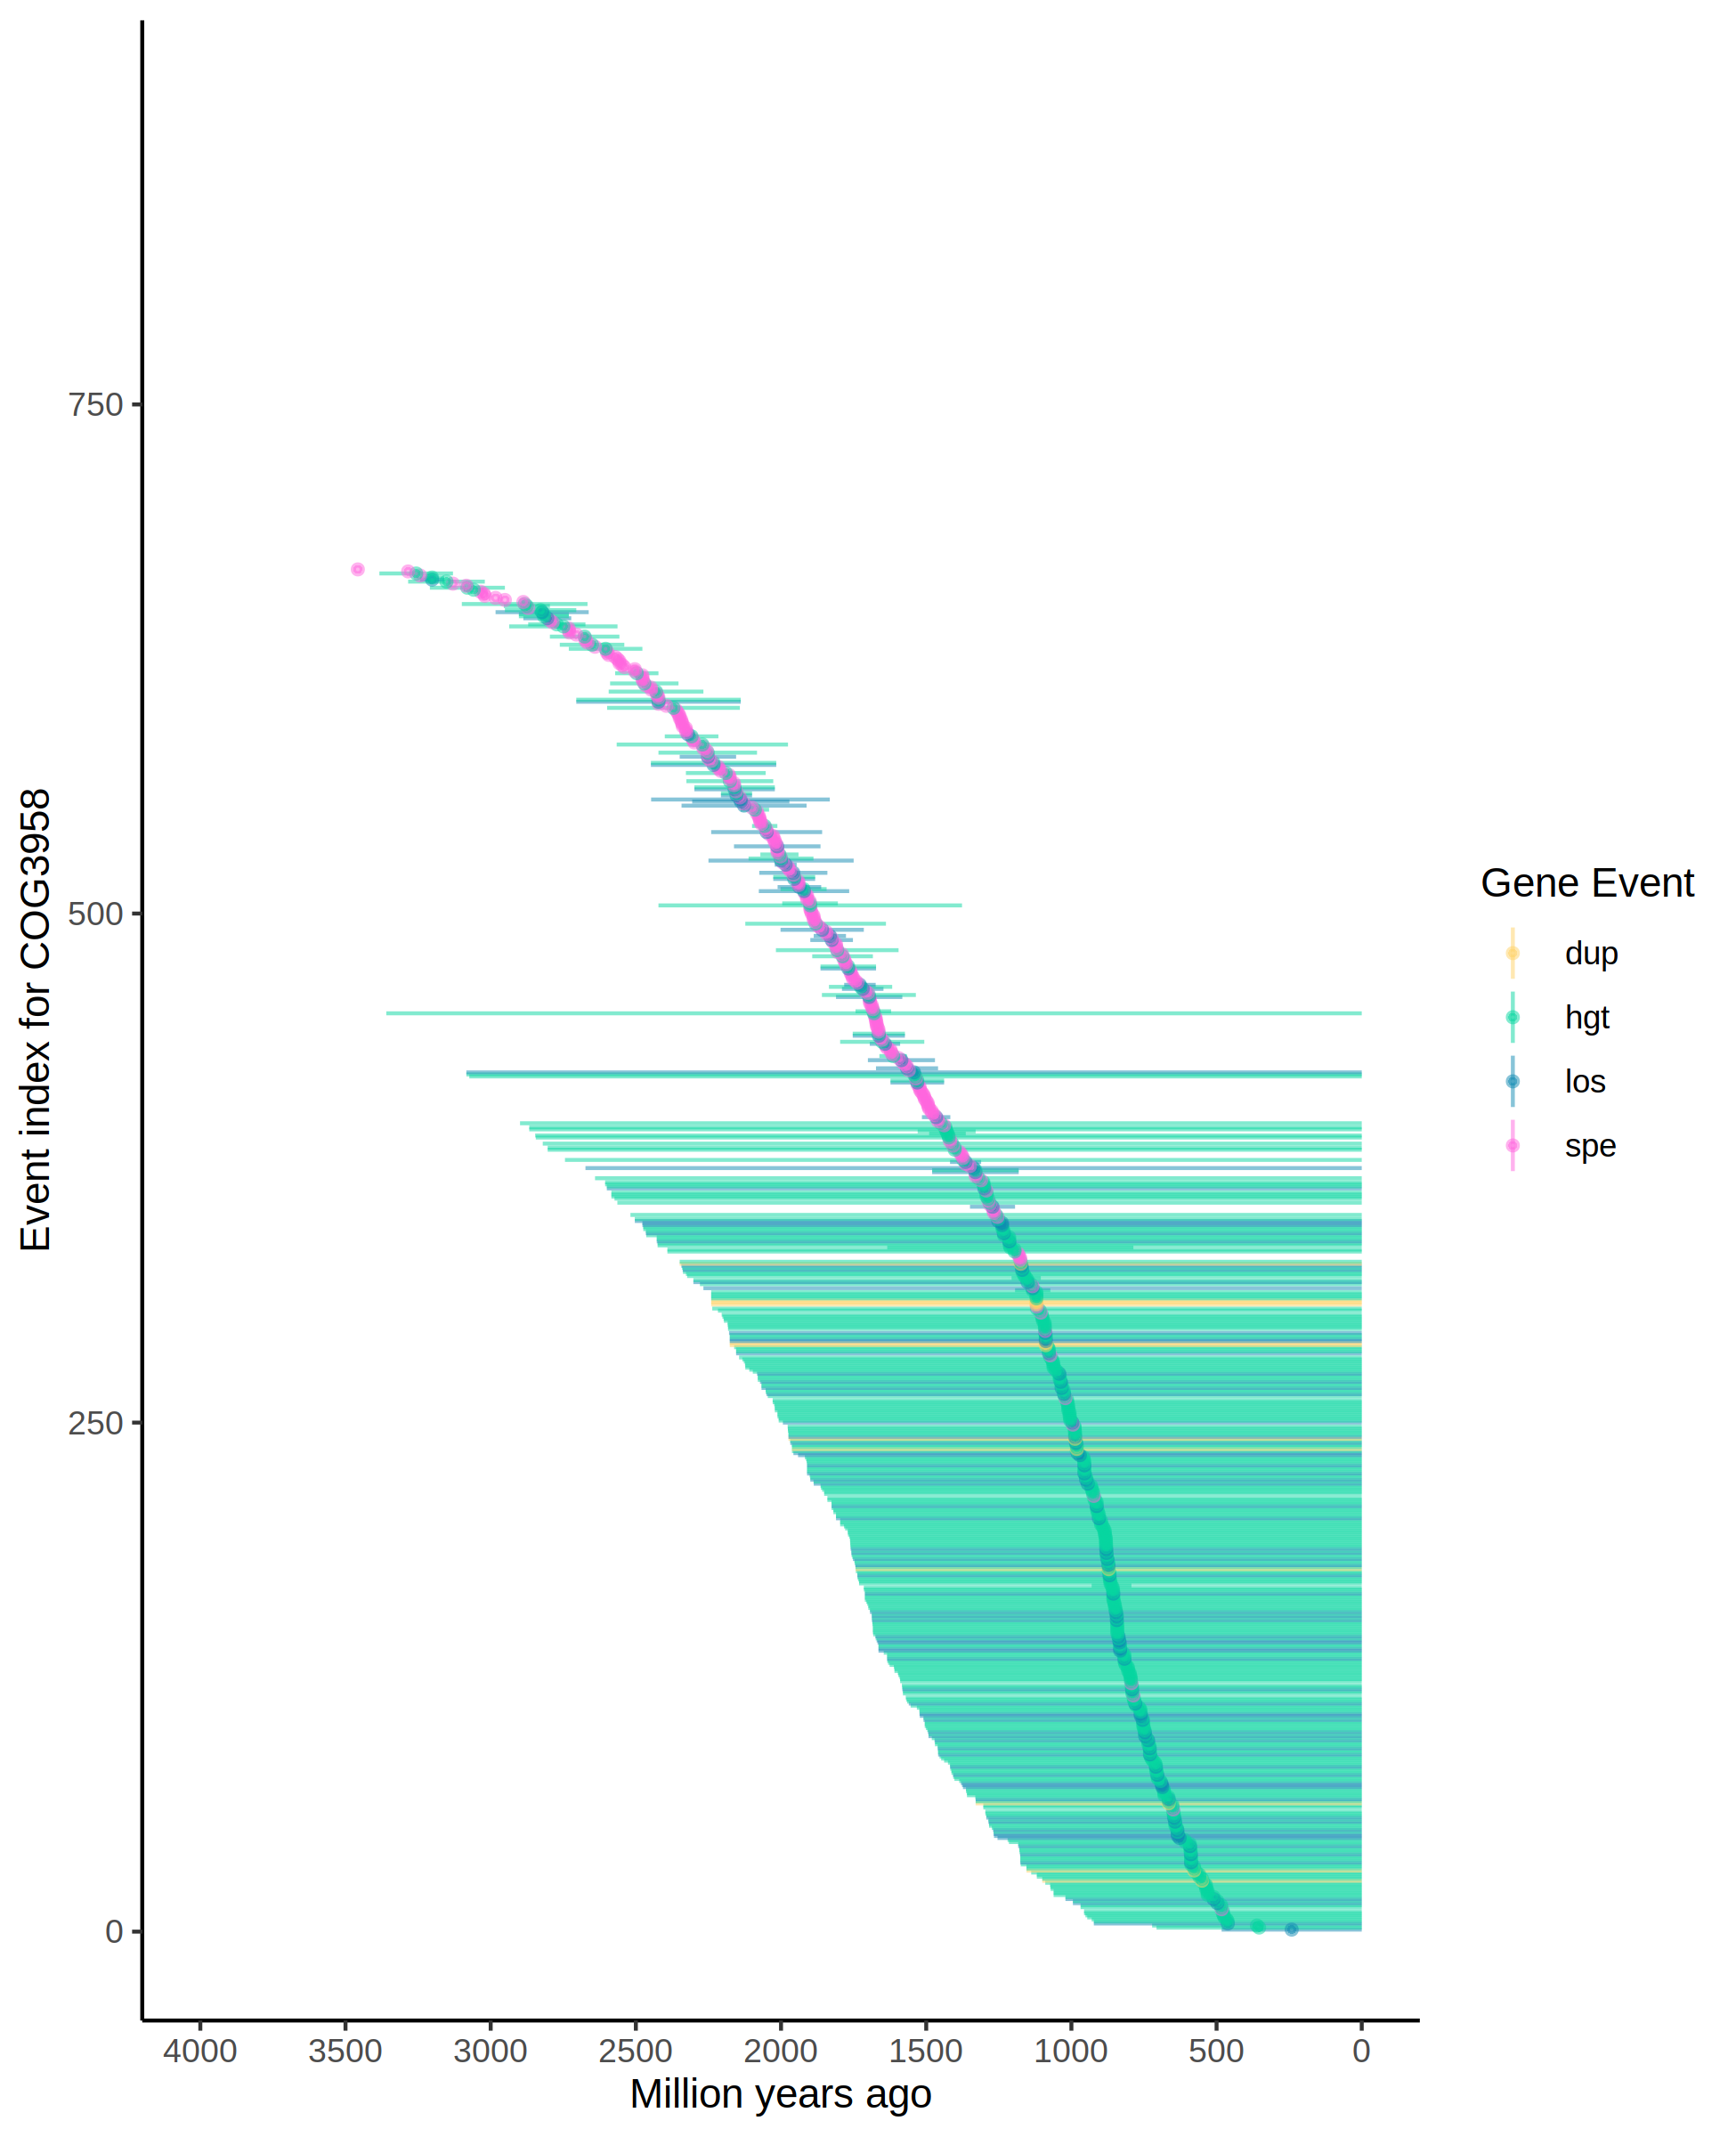 Event index for COG3958
750
500
250
0
4000 3500 3000 2500 2000 1500 1000 500 0
Million years ago
Gene Event
dup
hgt
los
spe